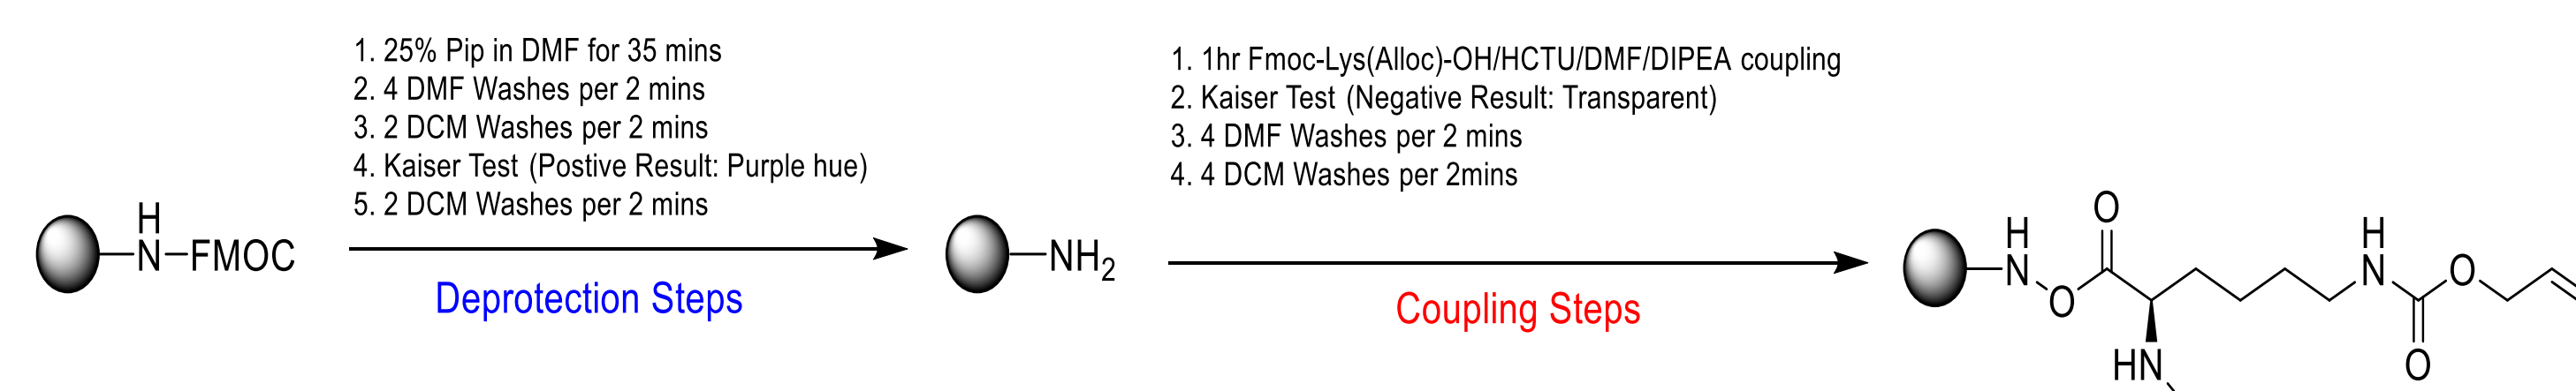 1. 25% Pip in DMF for 35 mins
2. 4 DMF Washes per 2 mins
3. 2 DCM Washes per 2 mins
4. Kaiser Test (Postive Result: Purple hue)
5. 2 DCM Washes per 2 mins
Deprotection Steps
1. 1hr Fmoc-Lys(Alloc)-OH/HCTU/DMF/DIPEA coupling
2. Kaiser Test (Negative Result: Transparent)
3. 4 DMF Washes per 2 mins
4. 4 DCM Washes per 2mins
Coupling Steps
H
N-FMOC
NH2
H
N
O
O
HN
H
N
O
O